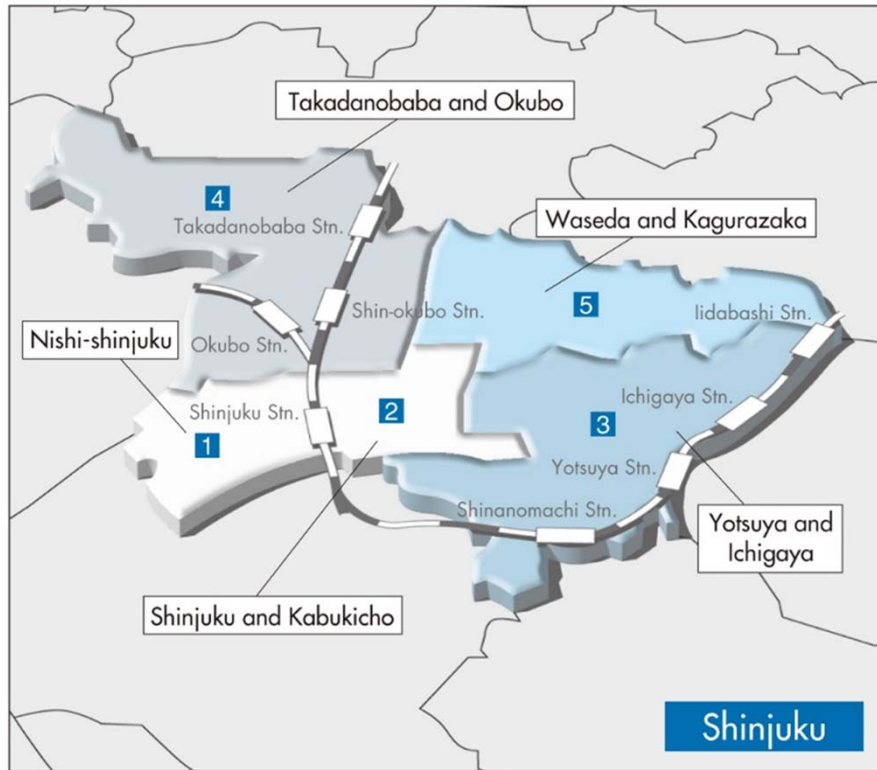 Takadanobaba and Okubo
4
Takadanobaba Stn.
Waseda and Kagurazaka
5
Shin-okubo Stn.
Iidabashi Stn.
Nishi-shinjuku
Okubo Stn.
Ichigaya Stn.
Shinjuku Stn.
2
3
1
Yotsuya Stn.
Shinanomachi Stn.
Yotsuya and
Ichigaya
Shinjuku and Kabukicho
Shinjuku